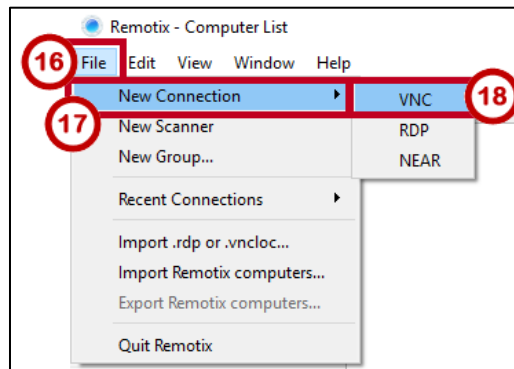 Remotix - Computer List
16 File Edit View Window Help
New Connection VNC 18
17 New Scanner RDP
New Group... NEAR
Recent Connections
Import .rdp or .vncloc...
Import Remotix computers...
Export Remotix computers...
Quit Remotix